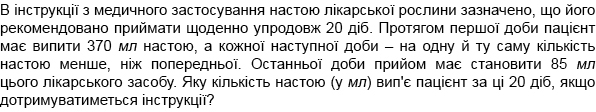 В інструкції з медичного застосування настою лікарської рослини зазначено, що його
рекомендовано приймати щоденно упродовж 20 діб. Протягом першої доби пацієнт
має випити 370 мл настою, а кожної наступної доби – на одну й ту саму кількість
настою менше, ніж попередньої. Останньої доби прийом має становити 85 мл
цього лікарського засобу. Яку кількість настою (у мл) вип'є пацієнт за ці 20 діб, якщо
дотримуватиметься інструкції?